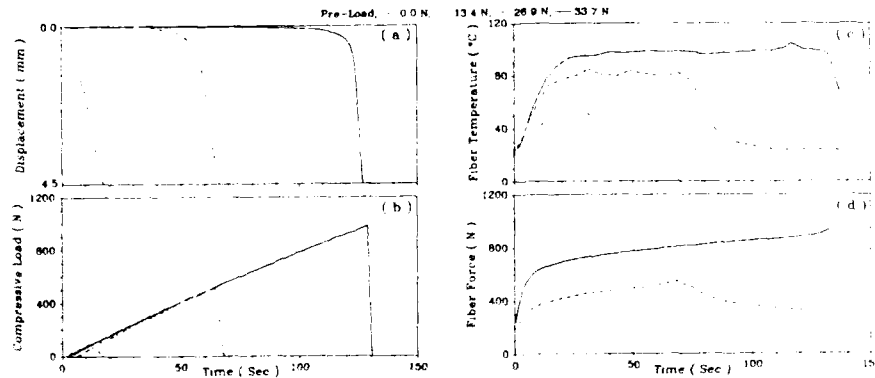 Pre-Load, · 0.0 N, 13.4 N · 26.9 N, — 33.7 N
( a )
0.0
4.5
Displacement ( mm )
( b )
1200
800
400
0
Compressive Load ( N )
0 50 100 150
Time ( Sec )
( c )
120
80
40
0
Fiber Temperature ( °C )
( d )
1200
800
400
0
Fiber Force ( N )
0 50 100 15
Time ( Sec )